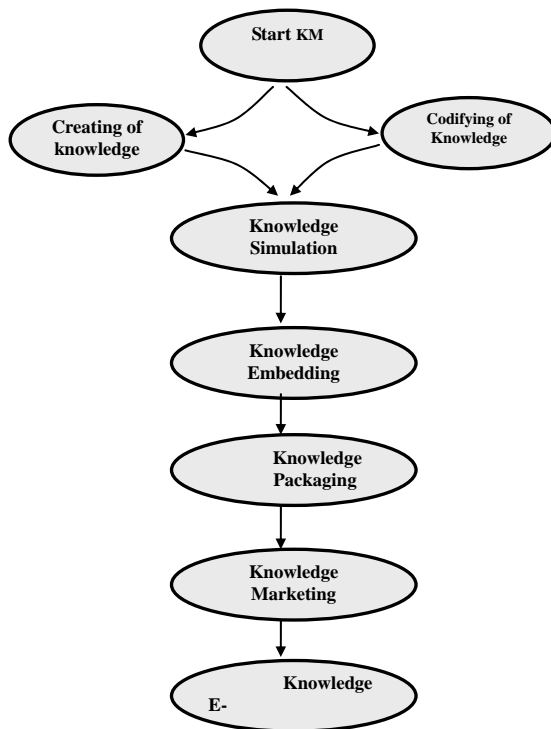 Start KM
Creating of
knowledge
Codifying of
Knowledge
Knowledge
Simulation
Knowledge
Embedding
Knowledge
Packaging
Knowledge
Marketing
Knowledge
E-